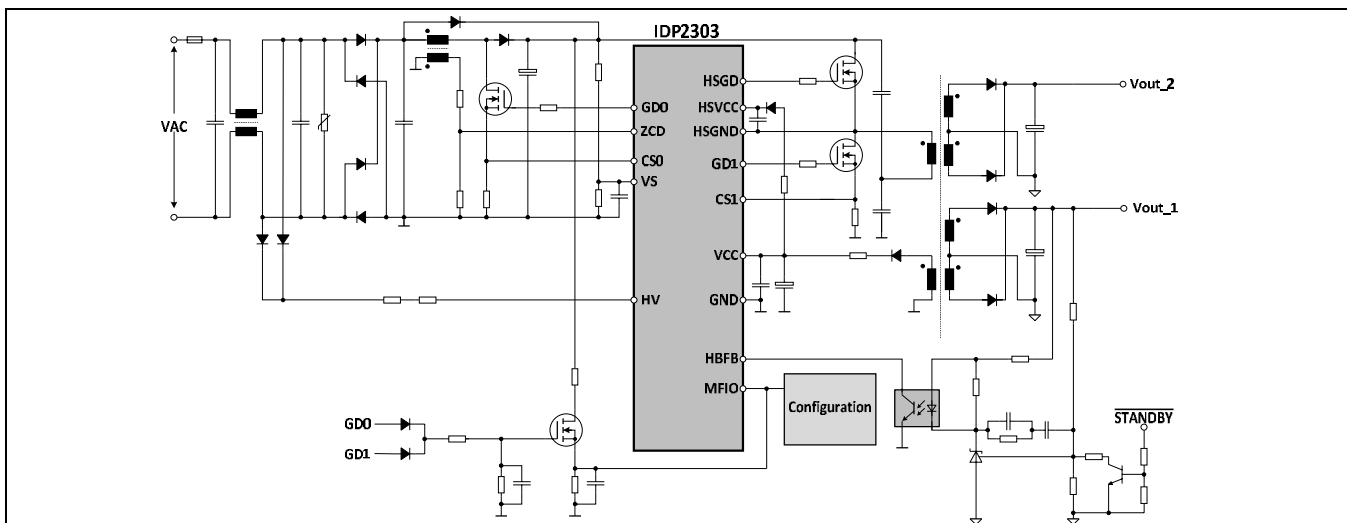 IDP2303
VAC
GD0
ZCD
CS0
VS
HV
HSGD
HSVCC
HSGND
GD1
CS1
VCC
GND
HBFB
MFIO
Vout_2
Vout_1
Configuration
STANDBY
GD0
GD1